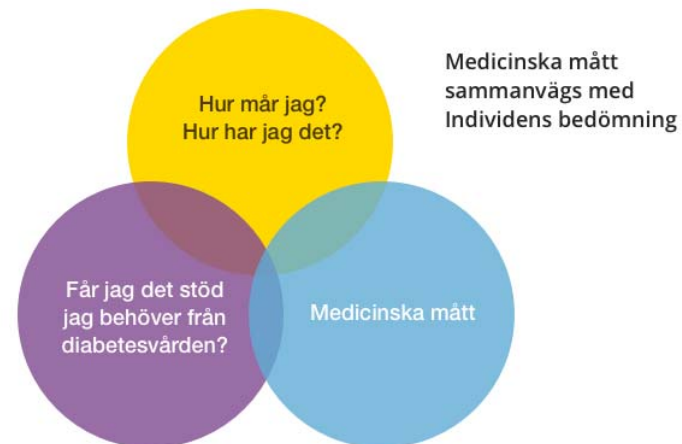 Medicinska mått
sammanvägs med
Individens bedömning
Hur mår jag?
Hur har jag det?
Får jag det stöd
jag behöver från
diabetesvården?
Medicinska mått